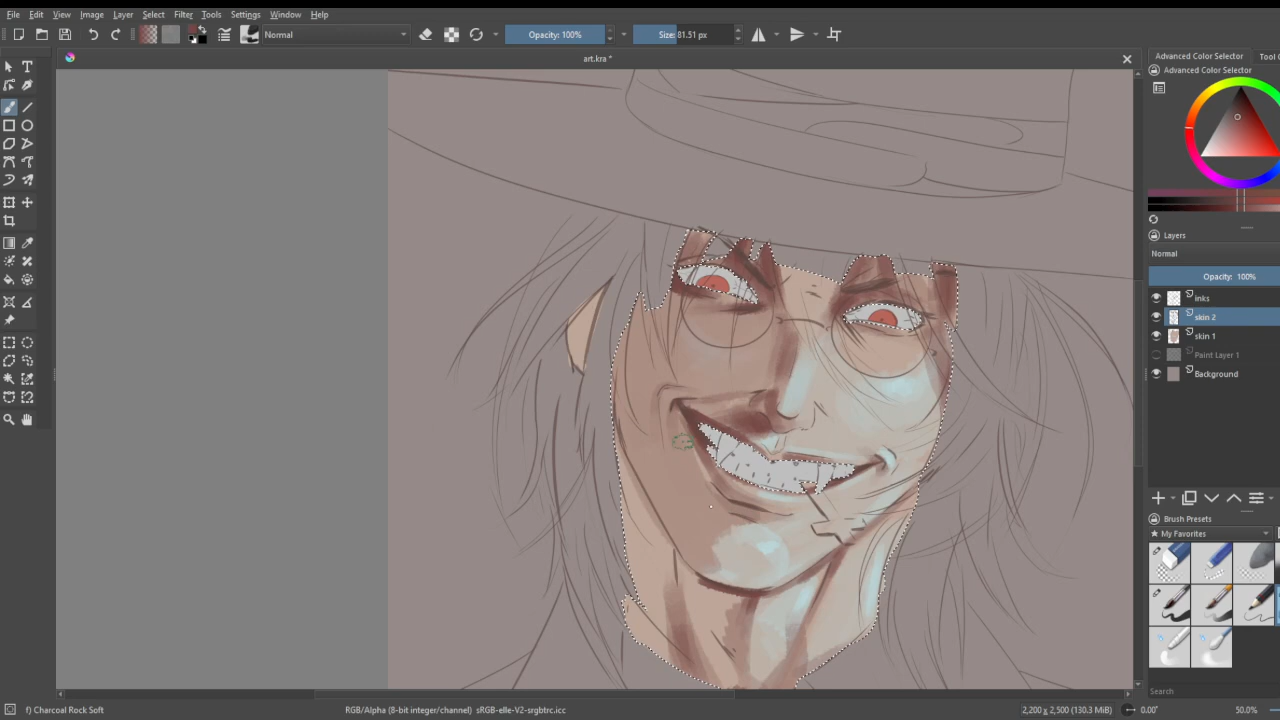 File Edit View Image Layer Select Filter Tools Settings Window Help
Normal Opacity: 100% Size: 81.51 px
art.kra * Advanced Color Selector Tool
Advanced Color Selector
Layers
Normal
Opacity: 100%
inks
skin 2
skin 1
Paint Layer 1
Background
Brush Presets
My Favorites
Search
f) Charcoal Rock Soft RGB/Alpha (8-bit integer/channel) sRGB-elle-V2-srgbtrc.icc 2,200 x 2,500 (130.3 MiB) 0.00° 50.0%